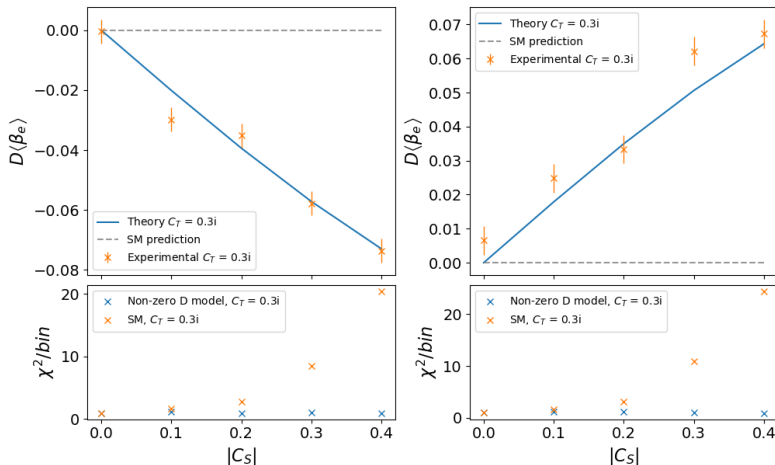 0.00
−0.02
−0.04
−0.06
−0.08
D⟨β_e⟩
Theory C_T = 0.3i
SM prediction
Experimental C_T = 0.3i
0.07
0.06
0.05
0.04
0.03
0.02
0.01
0.00
D⟨β_e⟩
Theory C_T = 0.3i
SM prediction
Experimental C_T = 0.3i
20
10
0
χ²/bin
Non-zero D model, C_T = 0.3i
SM, C_T = 0.3i
0.0 0.1 0.2 0.3 0.4
|C_S|
20
10
0
χ²/bin
Non-zero D model, C_T = 0.3i
SM, C_T = 0.3i
0.0 0.1 0.2 0.3 0.4
|C_S|